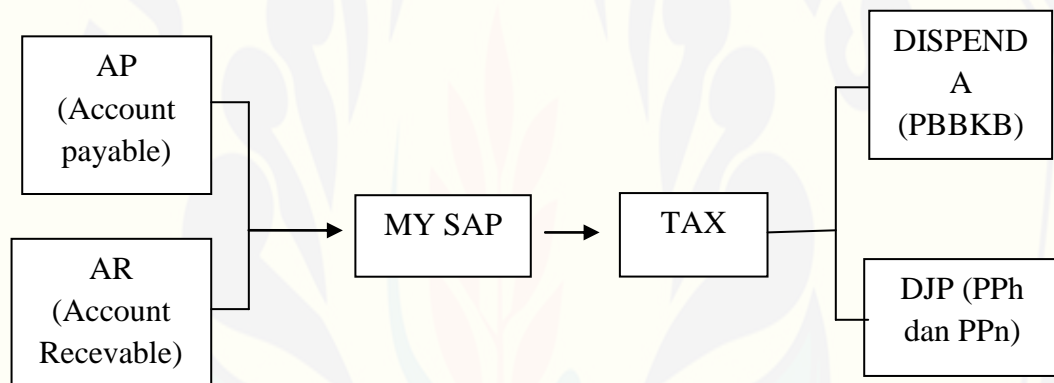 AP
(Account
payable)
AR
(Account
Recevable)
MY SAP
TAX
DISPEND
A
(PBBKB)
DJP (PPh
dan PPn)